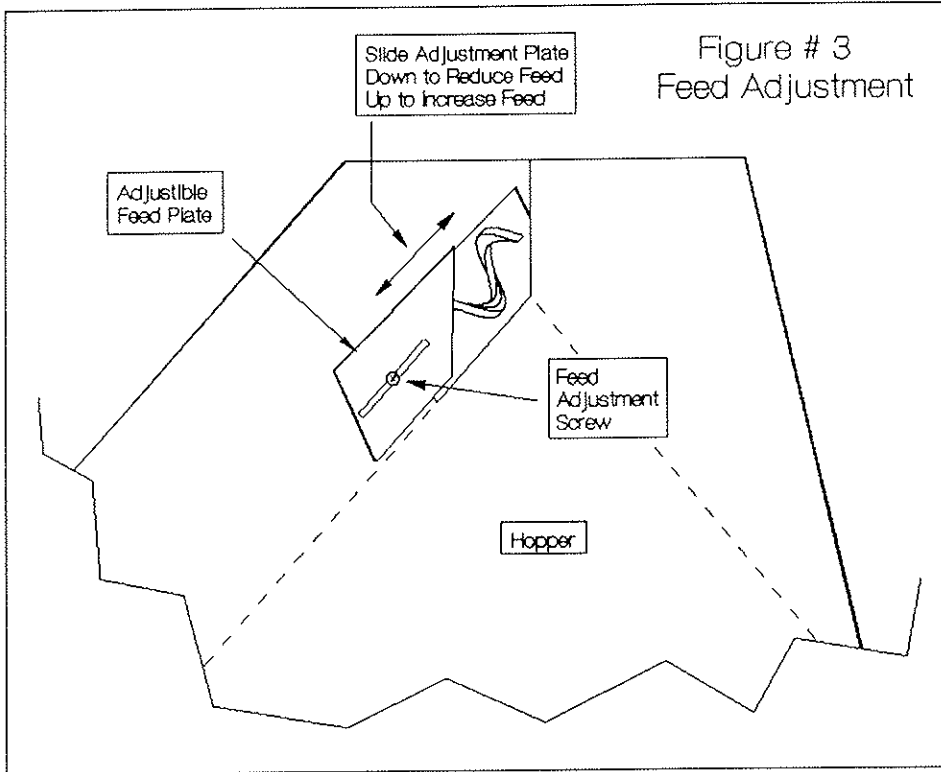 Figure # 3
Feed Adjustment
Slide Adjustment Plate
Down to Reduce Feed
Up to Increase Feed
Adjustible
Feed Plate
Feed
Adjustment
Screw
Hopper